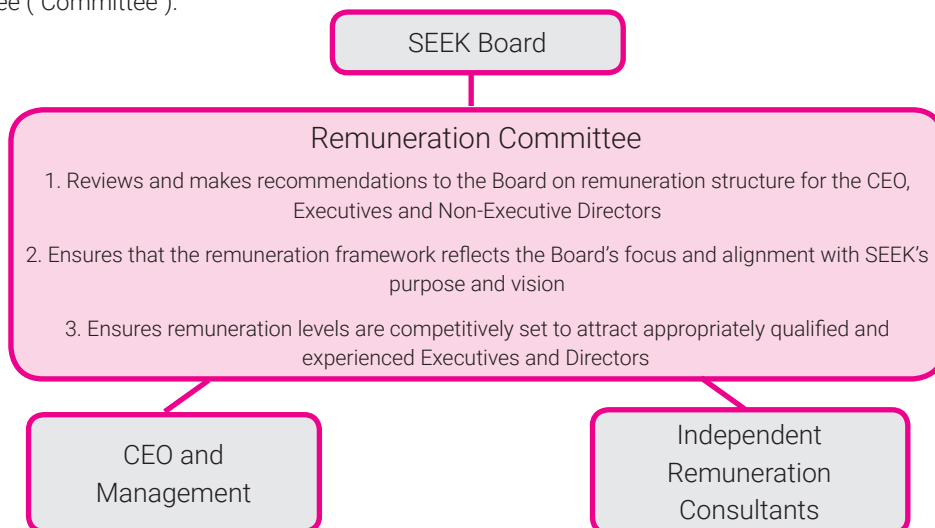 ee ( Committee ).
SEEK Board
Remuneration Committee
1. Reviews and makes recommendations to the Board on remuneration structure for the CEO,
Executives and Non-Executive Directors
2. Ensures that the remuneration framework reflects the Board’s focus and alignment with SEEK’s
purpose and vision
3. Ensures remuneration levels are competitively set to attract appropriately qualified and
experienced Executives and Directors
CEO and
Management
Independent
Remuneration
Consultants